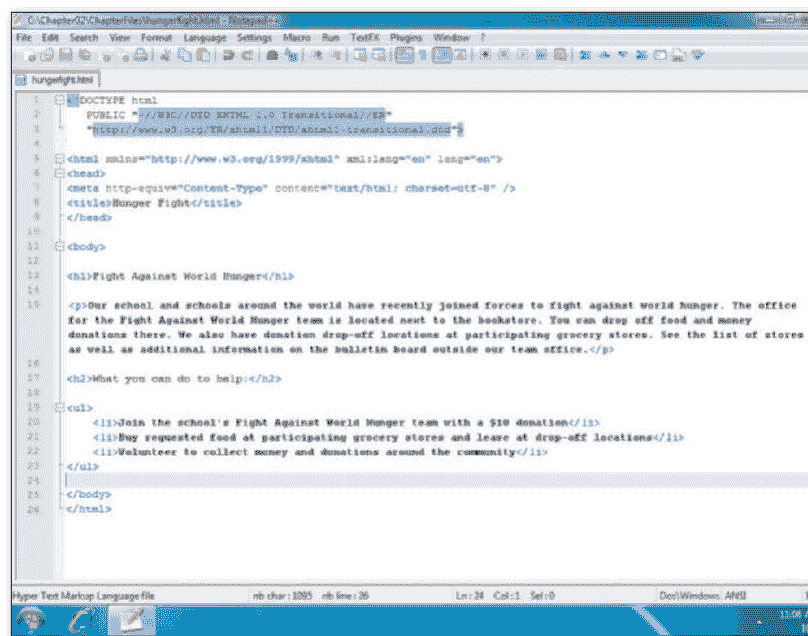 File Edit Search View Format Language Settings Macro Run TextFX Plugins Window ?
hungerfight.html
1 <!DOCTYPE html
2 PUBLIC "-//W3C//DTD XHTML 1.0 Transitional//EN"
3 "http://www.w3.org/TR/xhtml1/DTD/xhtml1-transitional.dtd">
4
5 <html xmlns="http://www.w3.org/1999/xhtml" xml:lang="en" lang="en">
6 <head>
7 <meta http-equiv="Content-Type" content="text/html; charset=utf-8" />
8 <title>Hunger Fight</title>
9 </head>
10
11 <body>
12
13 <h1>Fight Against World Hunger</h1>
14
15 <p>Our school and schools around the world have recently joined forces to fight against world hunger. The office
for the Fight Against World Hunger team is located next to the bookstore. You can drop off food and money
donations there. We also have donation drop-off locations at participating grocery stores. See the list of stores
as well as additional information on the bulletin board outside our team office.</p>
16
17 <h2>What you can do to help:</h2>
18
19 <ul>
20 <li>Join the school's Fight Against World Hunger team with a $10 donation</li>
21 <li>Buy requested food at participating grocery stores and leave at drop-off locations</li>
22 <li>Volunteer to collect money and donations around the community</li>
23 </ul>
24
25 </body>
26 </html>
Hyper Text Markup Language file nb char : 1095 nb line : 26 Ln : 24 Col : 1 Sel : 0 Dos\Windows ANSI